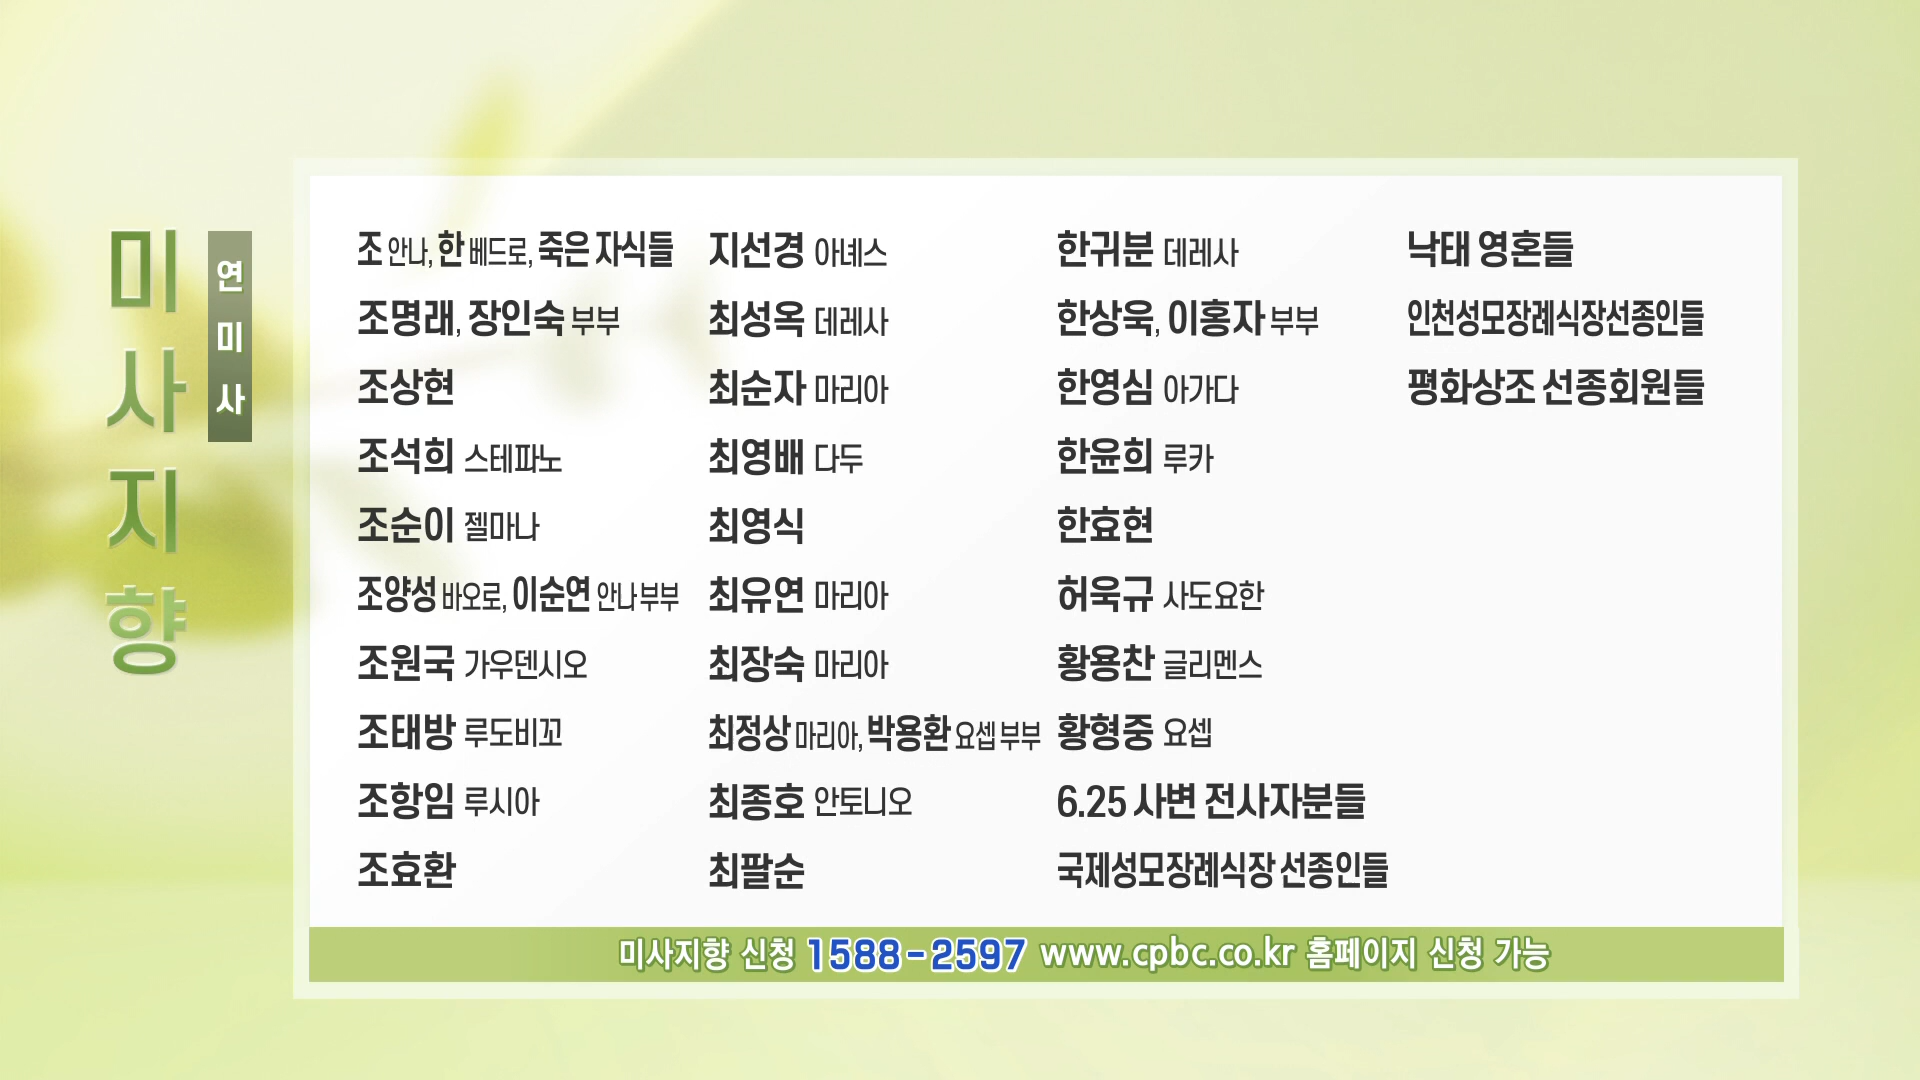 미사지향
연미사
조 안나, 한 베드로, 죽은 자식들
조명래, 장인숙 부부
조상현
조석희 스테파노
조순이 젤마나
조양성 바오로, 이순연 안나 부부
조원국 가우덴시오
조태방 루도비꼬
조항임 루시아
조효환
지선경 아녜스
최성옥 데레사
최순자 마리아
최영배 다두
최영식
최유연 마리아
최장숙 마리아
최정상 마리아, 박용환 요셉 부부
최종호 안토니오
최팔순
한귀분 데레사
한상욱, 이홍자 부부
한영심 아가다
한윤희 루카
한효현
허욱규 사도요한
황용찬 글리멘스
황형중 요셉
6.25 사변 전사자분들
국제성모장례식장 선종인들
낙태 영혼들
인천성모장례식장선종인들
평화상조 선종회원들
미사지향 신청 1588-2597 www.cpbc.co.kr 홈페이지 신청 가능